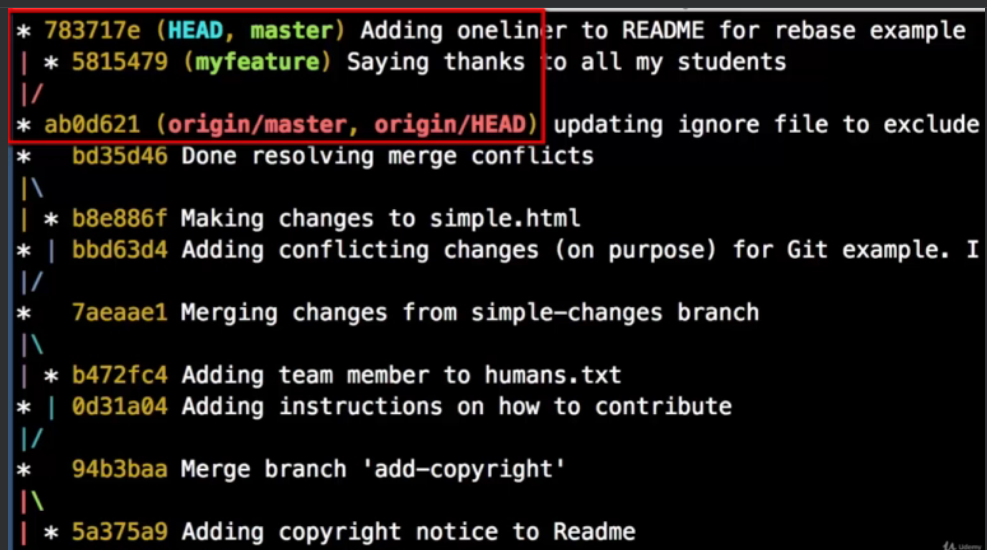 * 783717e (HEAD, master) Adding oneliner to README for rebase example
| * 5815479 (myfeature) Saying thanks to all my students
|/
* ab0d621 (origin/master, origin/HEAD) updating ignore file to exclude
*   bd35d46 Done resolving merge conflicts
|\
| * b8e886f Making changes to simple.html
* | bbd63d4 Adding conflicting changes (on purpose) for Git example. I
|/
*   7aeaae1 Merging changes from simple-changes branch
|\
| * b472fc4 Adding team member to humans.txt
* | 0d31a04 Adding instructions on how to contribute
|/
*   94b3baa Merge branch 'add-copyright'
|\
| * 5a375a9 Adding copyright notice to Readme
Udemy